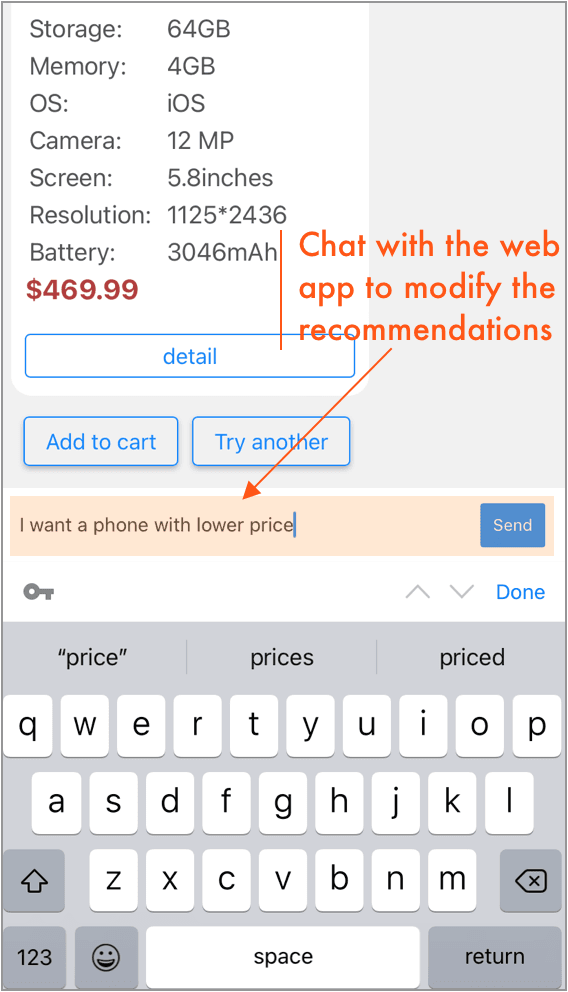 Storage: 64GB
Memory: 4GB
OS: iOS
Camera: 12 MP
Screen: 5.8inches
Resolution: 1125*2436
Battery: 3046mAh
$469.99
Chat with the web
app to modify the
recommendations
detail
Add to cart Try another
I want a phone with lower price Send
Done
“price” prices priced
q w e r t y u i o p
a s d f g h j k l
z x c v b n m
123 space return